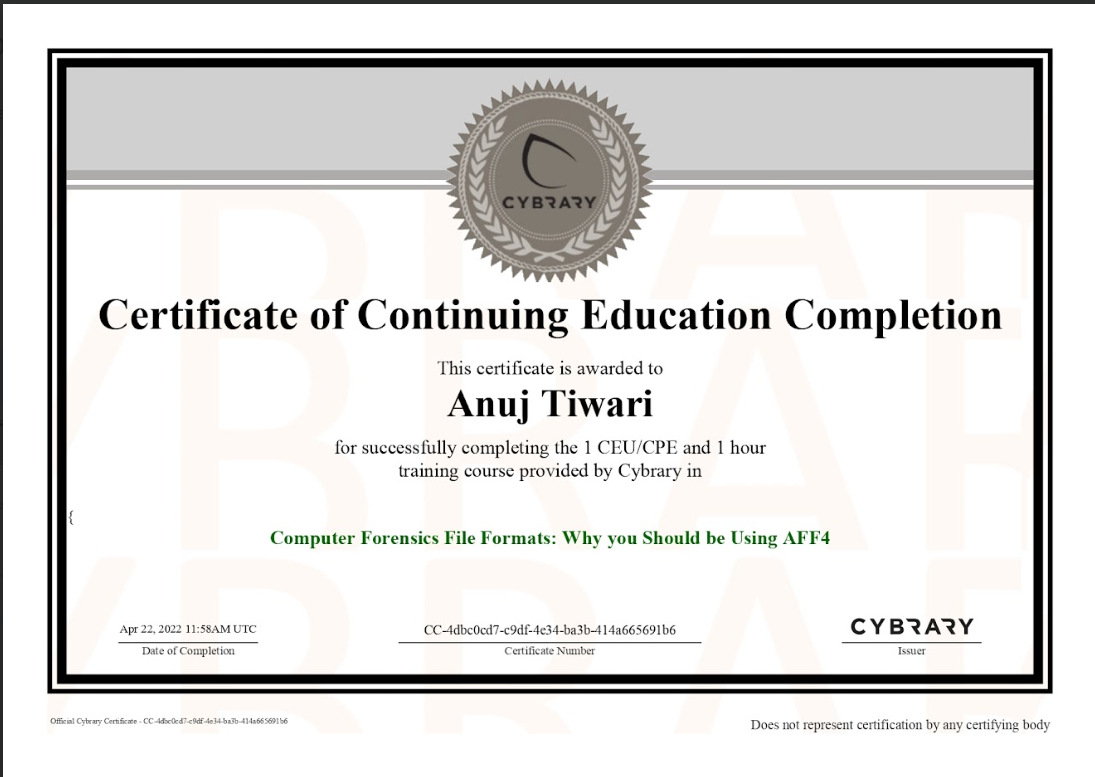 CYBRARY
Certificate of Continuing Education Completion
This certificate is awarded to
Anuj Tiwari
for successfully completing the 1 CEU/CPE and 1 hour
training course provided by Cybrary in
{
Computer Forensics File Formats: Why you Should be Using AFF4
Apr 22, 2022 11:58AM UTC
Date of Completion
CC-4dbc0cd7-c9df-4e34-ba3b-414a665691b6
Certificate Number
CYBRARY
Issuer
Official Cybrary Certificate - CC-4dbc0cd7-c9df-4e34-ba3b-414a665691b6
Does not represent certification by any certifying body